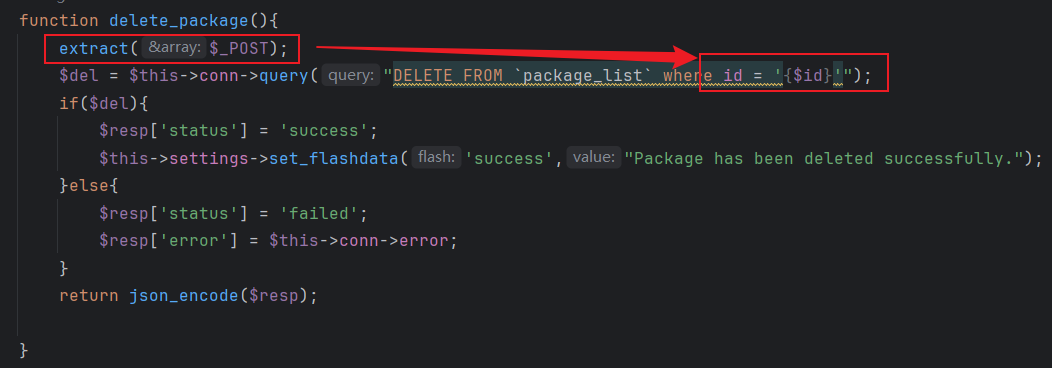 function delete_package(){
extract( &array: $_POST);
$del = $this->conn->query( query: "DELETE FROM `package_list` where id = '{$id}'");
if($del){
$resp['status'] = 'success';
$this->settings->set_flashdata( flash: 'success', value: "Package has been deleted successfully.");
}else{
$resp['status'] = 'failed';
$resp['error'] = $this->conn->error;
}
return json_encode($resp);
}